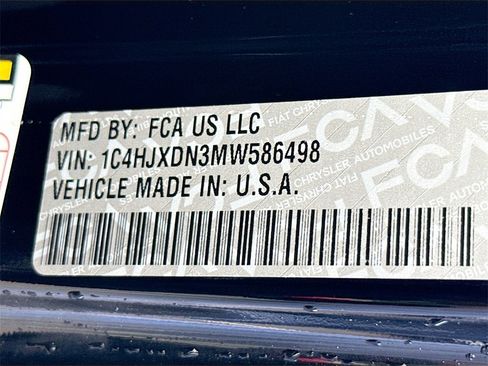 MFD BY: FCA US LLC
VIN: 1C4HJXDN3MW586498
VEHICLE MADE IN: U.S.A.